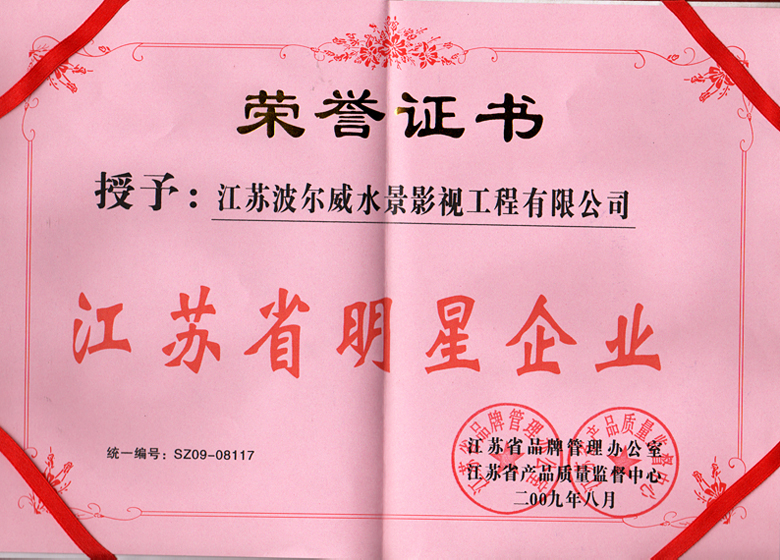 荣誉证书
授予：江苏波尔威水景影视工程有限公司
江苏省明星企业
统一编号：SZ09-08117
江苏省品牌管理办公室
江苏省产品质量监督中心
二00九年八月